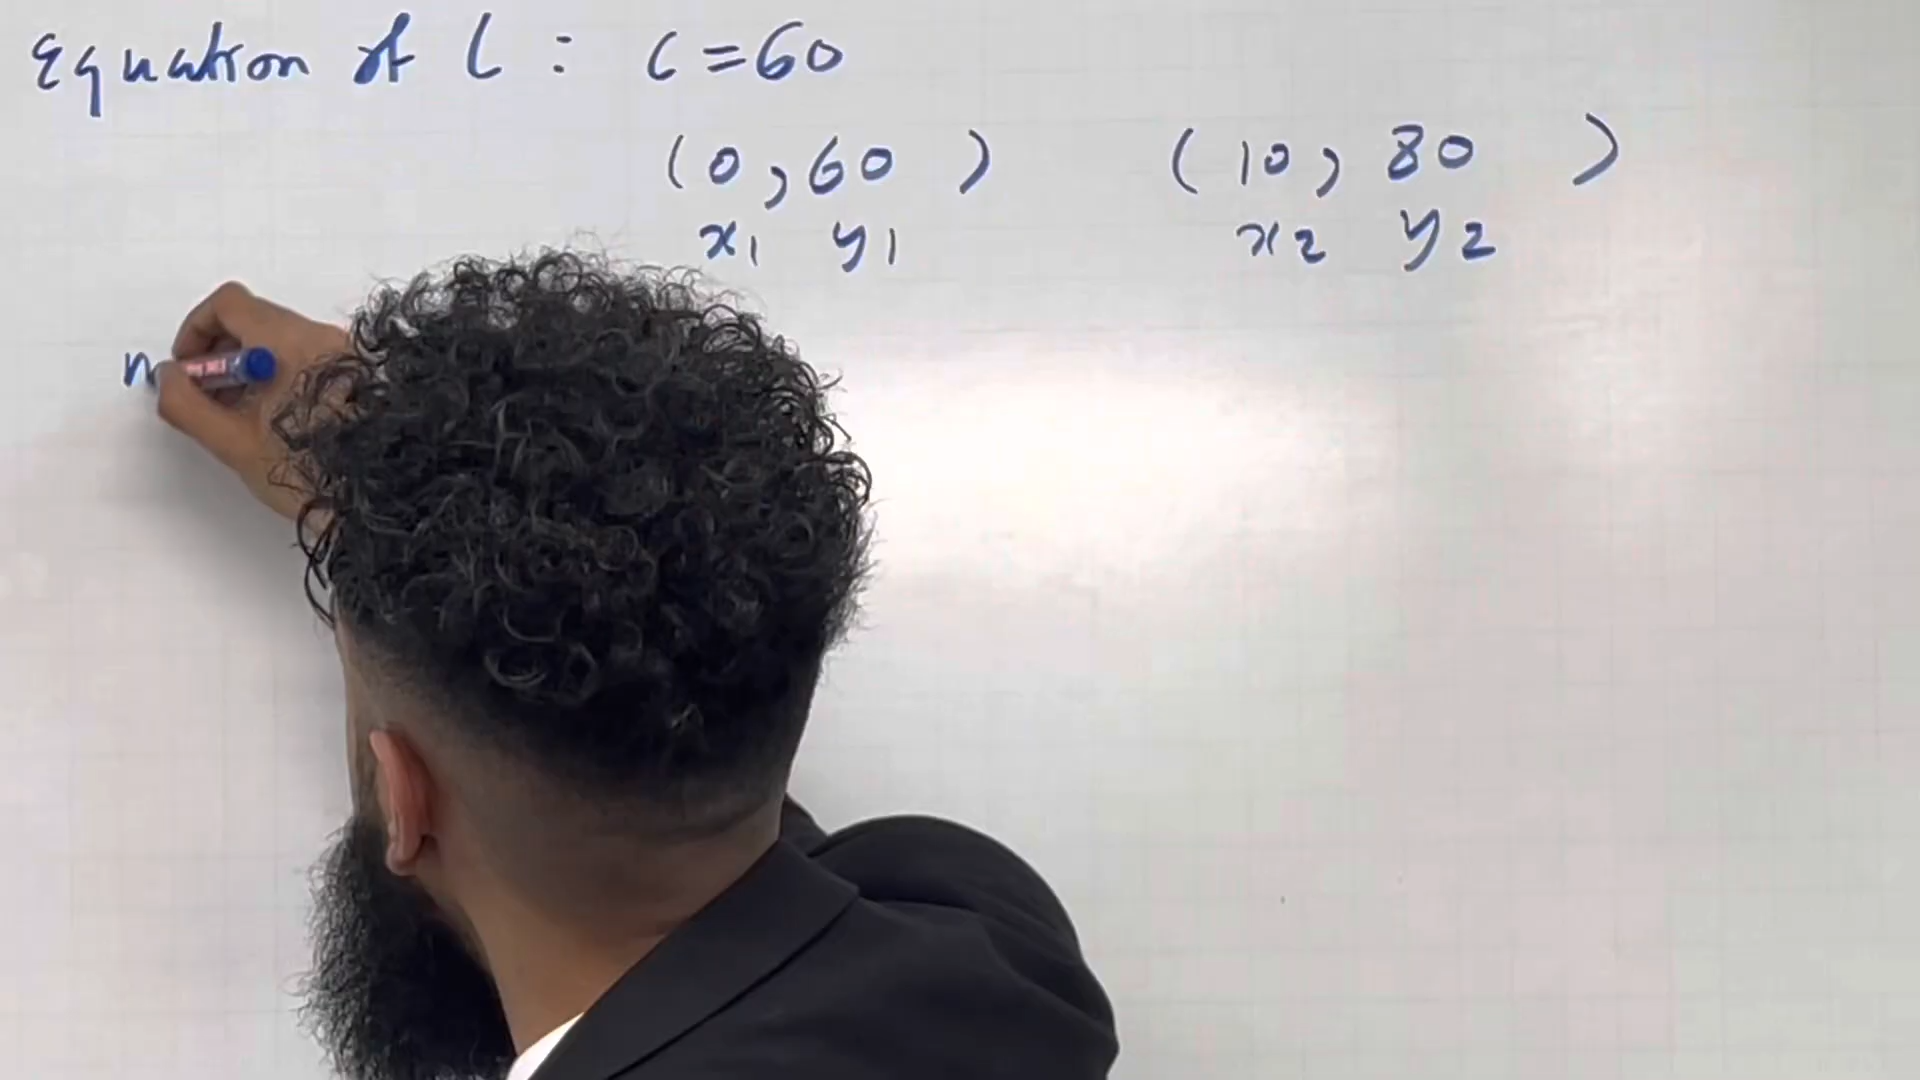 Equation of L : C = 60
(0, 60) (10, 80)
x1 y1 x2 y2
m